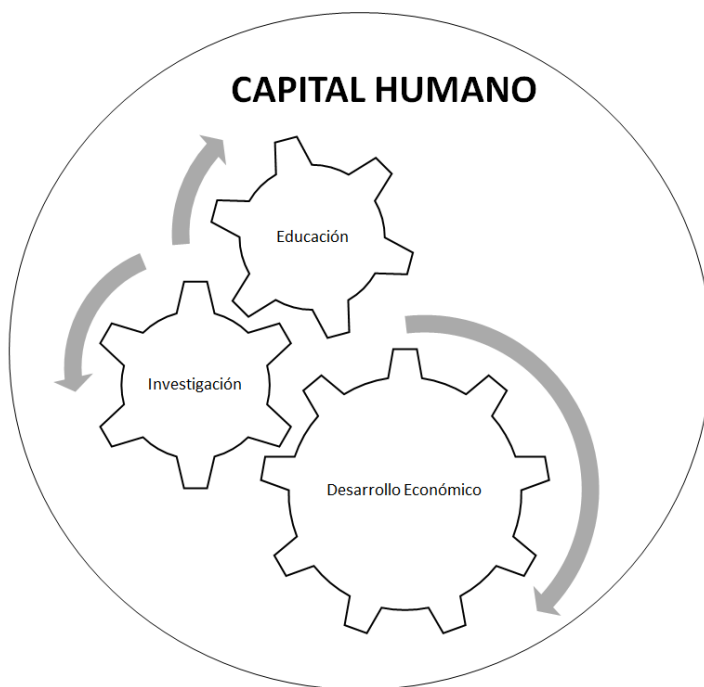 CAPITAL HUMANO
Educación
Investigación
Desarrollo Económico